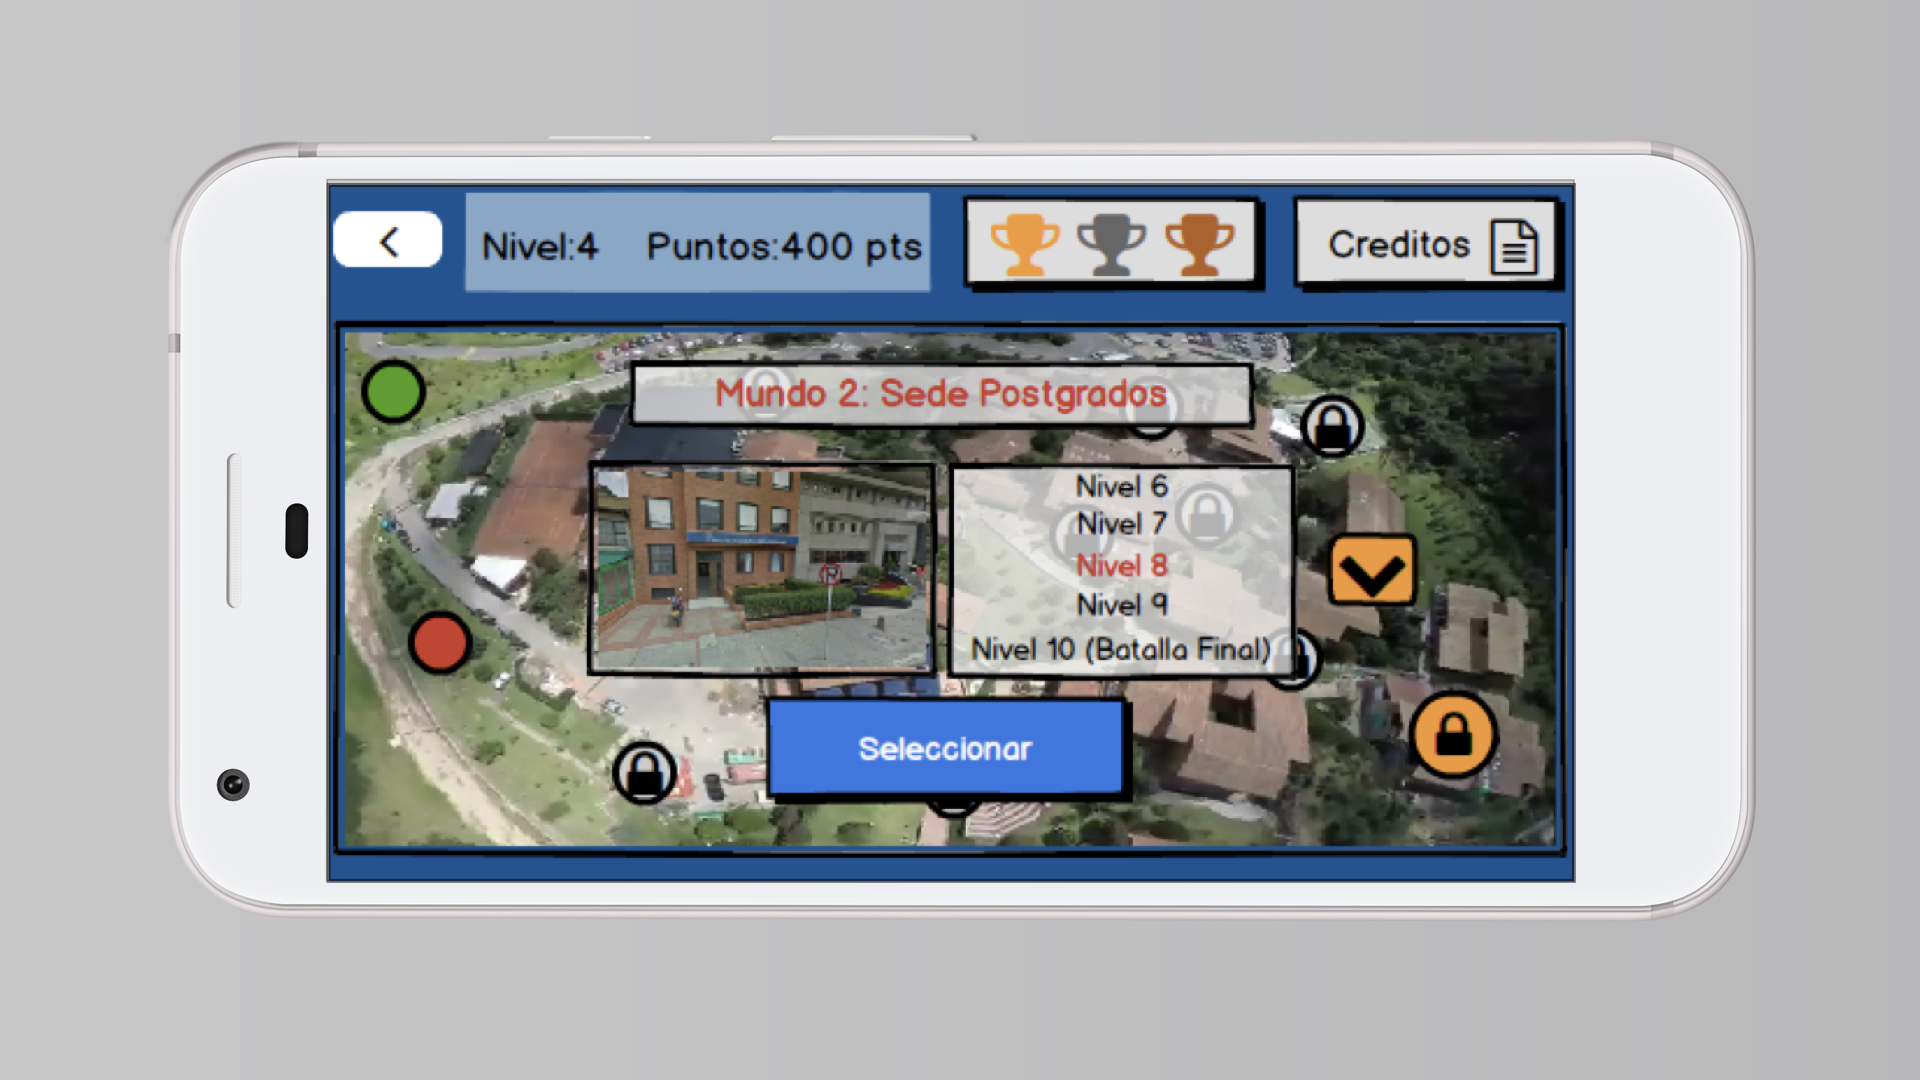 Nivel:4 Puntos:400 pts
Creditos
Mundo 2: Sede Postgrados
Nivel 6
Nivel 7
Nivel 8
Nivel 9
Nivel 10 (Batalla Final)
Seleccionar